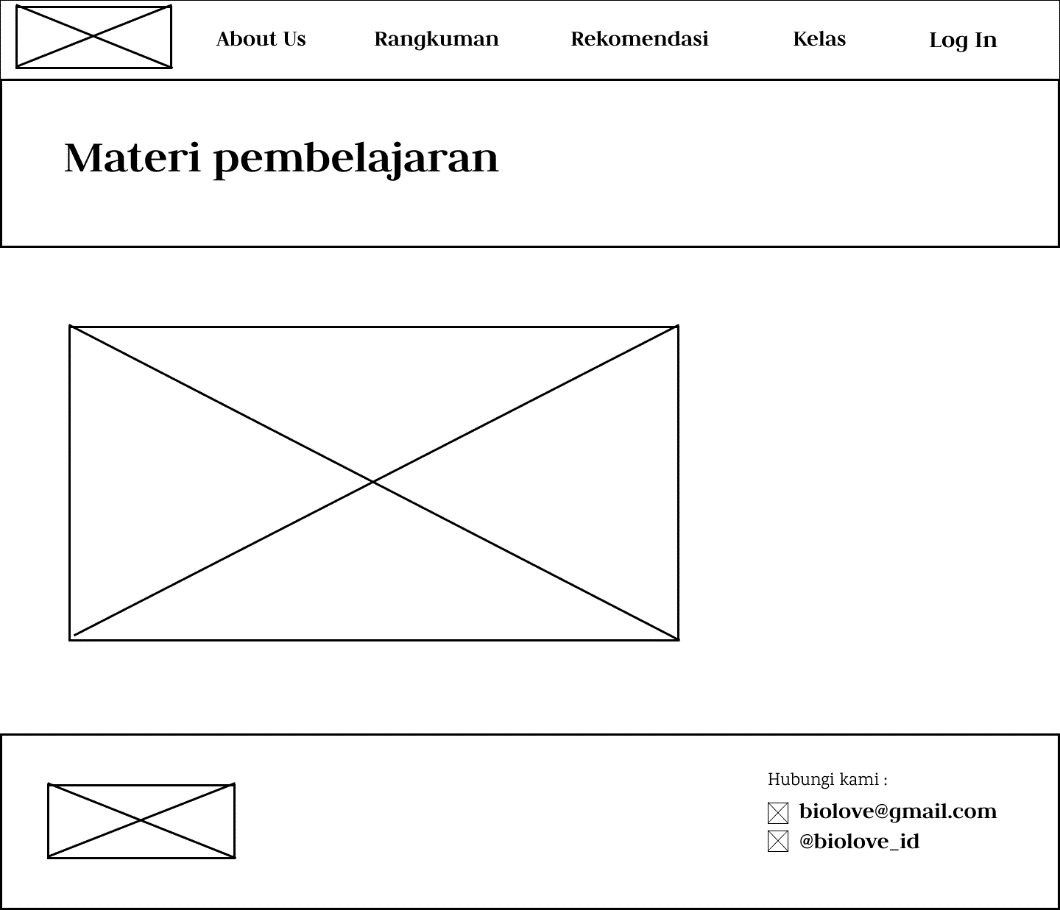 About Us Rangkuman Rekomendasi Kelas Log In
Materi pembelajaran
Hubungi kami :
biolove@gmail.com
@biolove_id